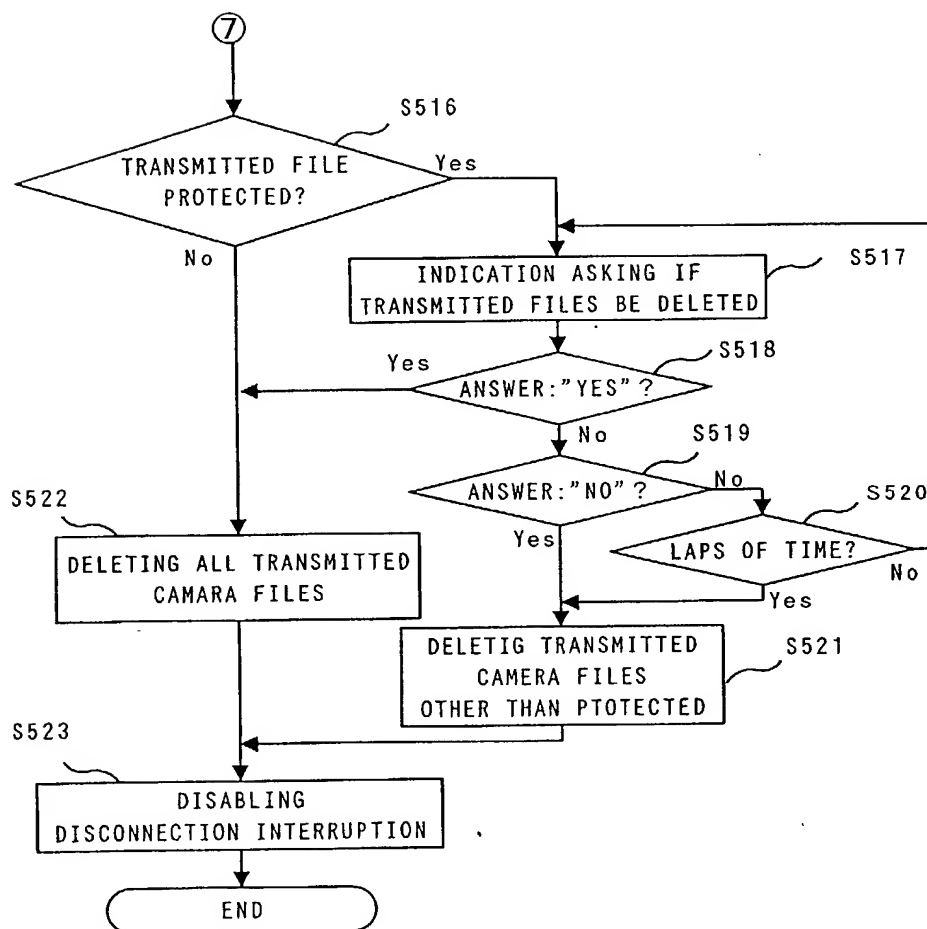 7
S516
TRANSMITTED FILE
PROTECTED?
Yes
No
S517
INDICATION ASKING IF
TRANSMITTED FILES BE DELETED
S518
Yes
ANSWER:"YES"?
No
S519
ANSWER:"NO"?
No
S520
Yes
LAPS OF TIME?
No
Yes
S522
DELETING ALL TRANSMITTED
CAMARA FILES
S521
DELETIG TRANSMITTED
CAMERA FILES
OTHER THAN PTOTECTED
S523
DISABLING
DISCONNECTION INTERRUPTION
END